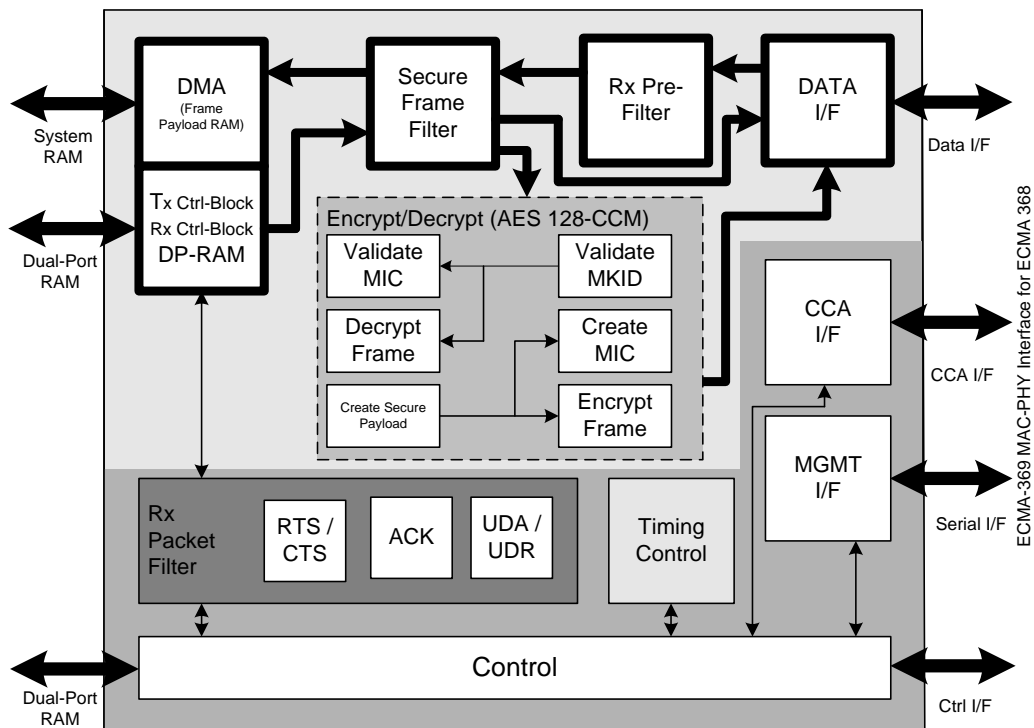 DMA
(Frame
Payload RAM)
Secure
Frame
Filter
Rx Pre-
Filter
DATA
I/F
System
RAM
Data I/F
Tx Ctrl-Block
Rx Ctrl-Block
DP-RAM
Dual-Port
RAM
Encrypt/Decrypt (AES 128-CCM)
Validate
MIC
Validate
MKID
Decrypt
Frame
Create
MIC
Create Secure
Payload
Encrypt
Frame
CCA
I/F
CCA I/F
MGMT
I/F
Serial I/F
ECMA-369 MAC-PHY Interface for ECMA 368
Rx
Packet
Filter
RTS /
CTS
ACK
UDA /
UDR
Timing
Control
Control
Dual-Port
RAM
Ctrl I/F